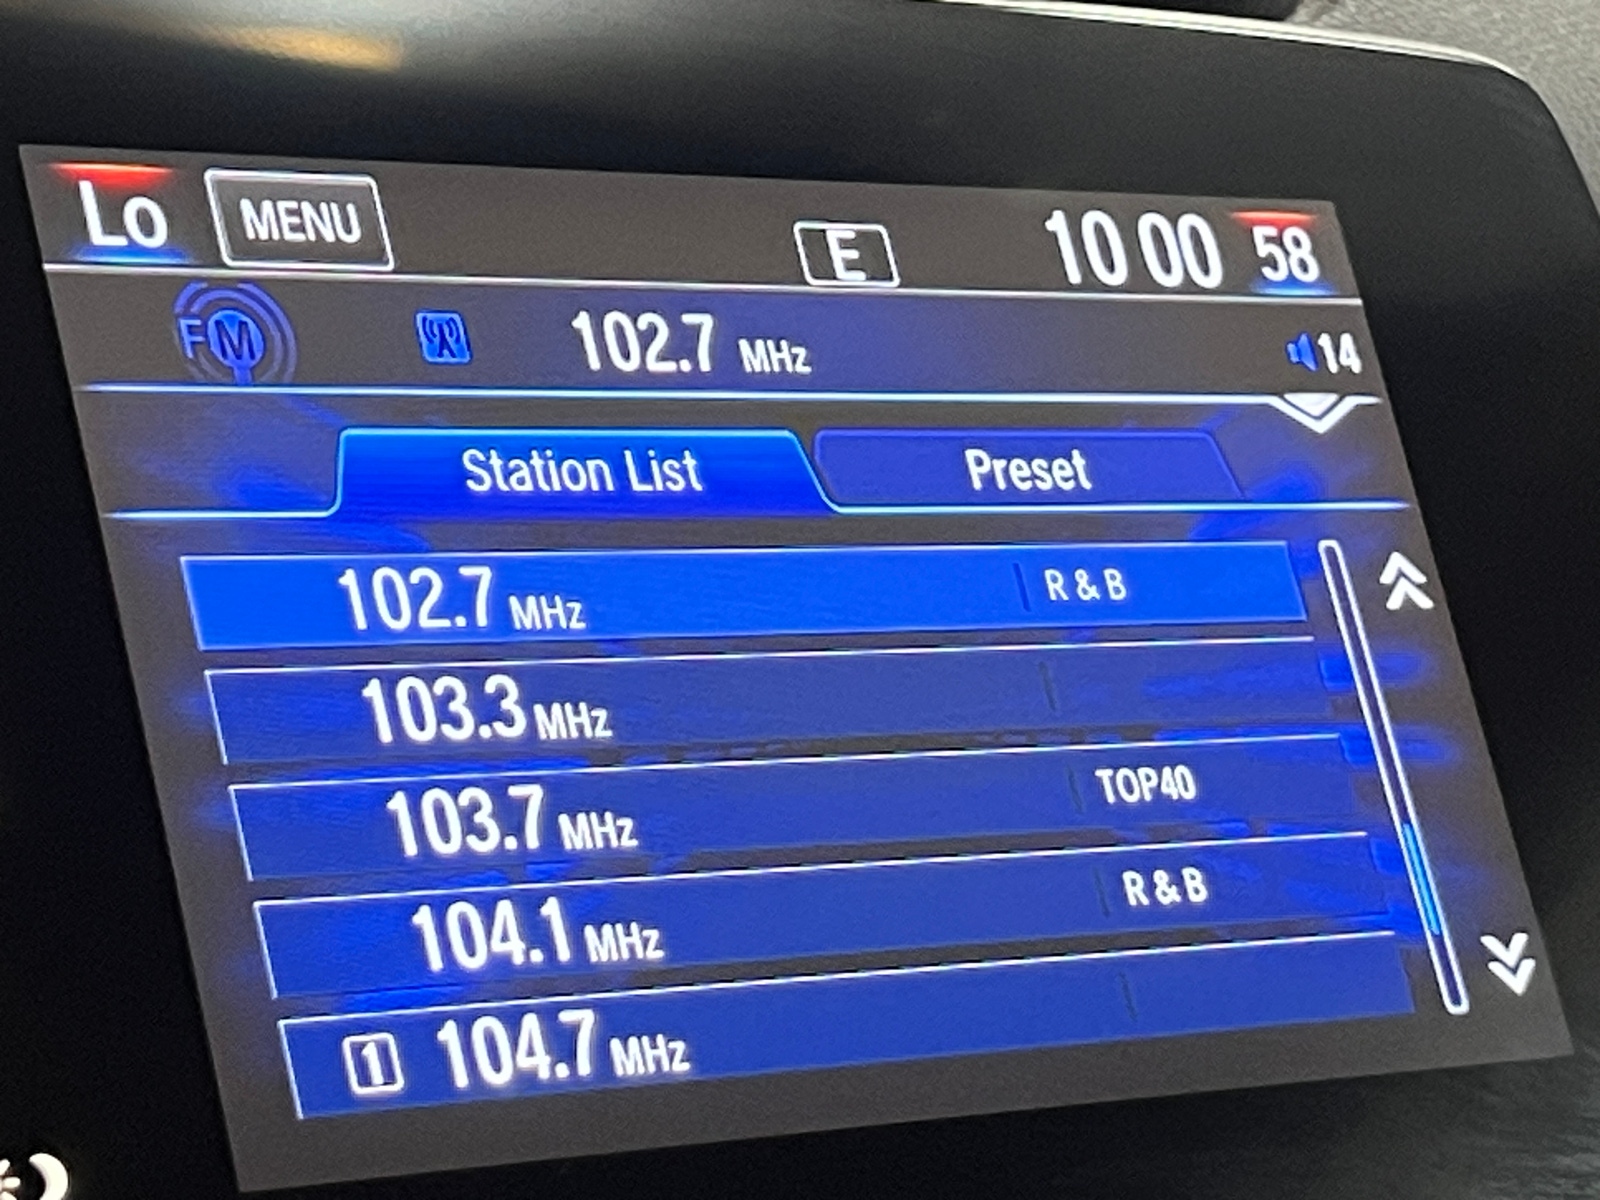 Lo MENU E 10 00 58
FM 102.7 MHz 14
Station List Preset
102.7 MHz R & B
103.3 MHz
103.7 MHz TOP40
104.1 MHz R & B
1 104.7 MHz